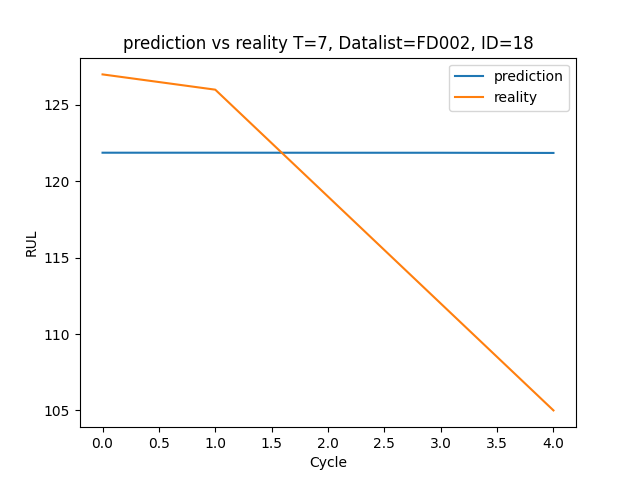 prediction vs reality T=7, Datalist=FD002, ID=18
prediction
reality
125
120
115
110
105
RUL
0.0 0.5 1.0 1.5 2.0 2.5 3.0 3.5 4.0
Cycle